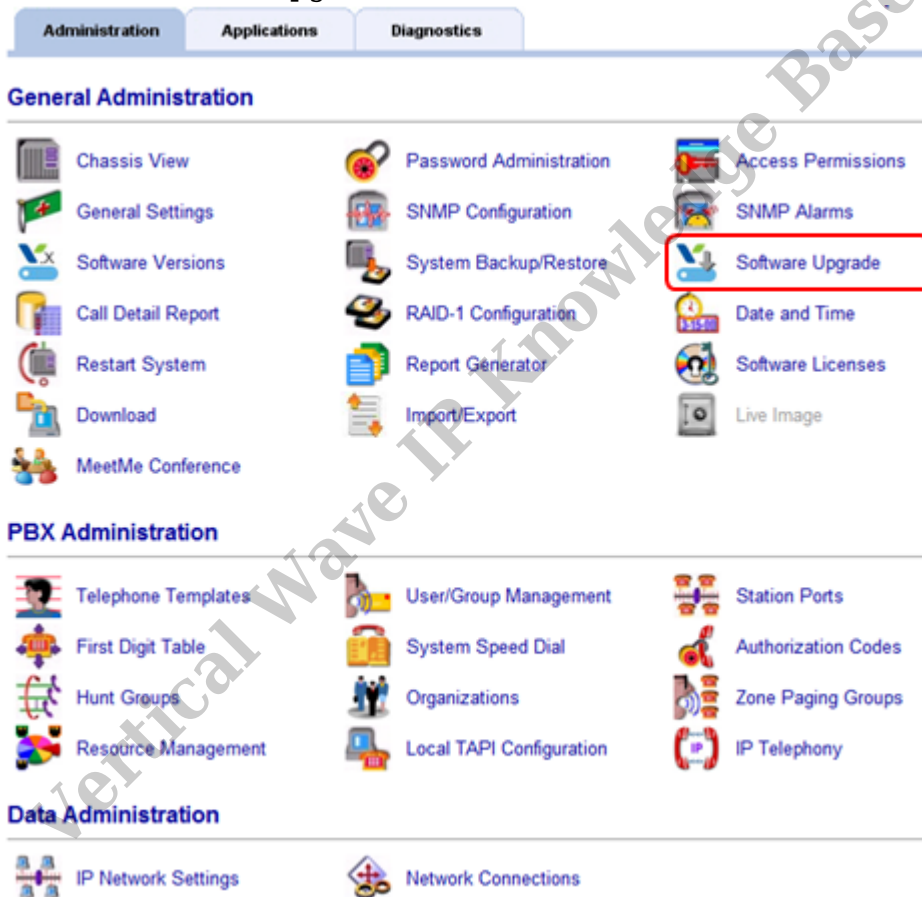 Administration Applications Diagnostics
General Administration
Chassis View Password Administration Access Permissions
General Settings SNMP Configuration SNMP Alarms
Software Versions System Backup/Restore Software Upgrade
Call Detail Report RAID-1 Configuration Date and Time
Restart System Report Generator Software Licenses
Download Import/Export Live Image
MeetMe Conference
PBX Administration
Telephone Templates User/Group Management Station Ports
First Digit Table System Speed Dial Authorization Codes
Hunt Groups Organizations Zone Paging Groups
Resource Management Local TAPI Configuration IP Telephony
Data Administration
IP Network Settings Network Connections
Vertical Wave IP Knowledge Base